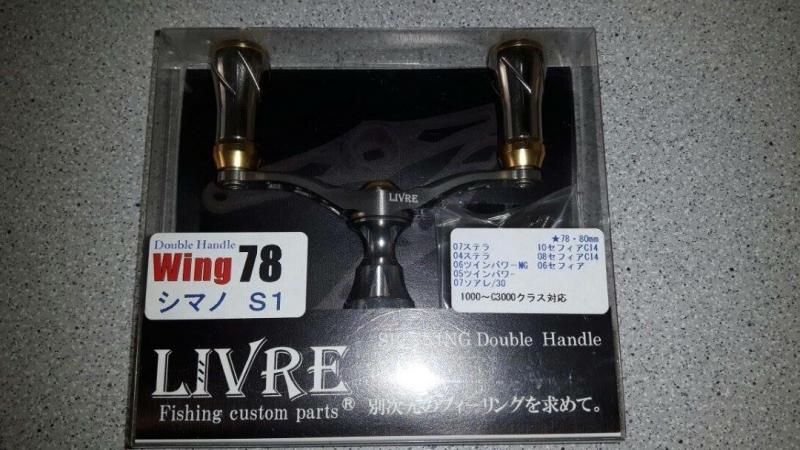 LIVRE
Double Handle
Wing 78
シマノ S1
★78・80mm
07ステラ 10セフィアCI4
04ステラ 08セフィアCI4
06ツインパワーMG 06セフィア
05ツインパワー
07ソアレ/30
1000～C3000クラス対応
SPINNING Double Handle
LIVRE
Fishing custom parts® 別次元のフィーリングを求めて。